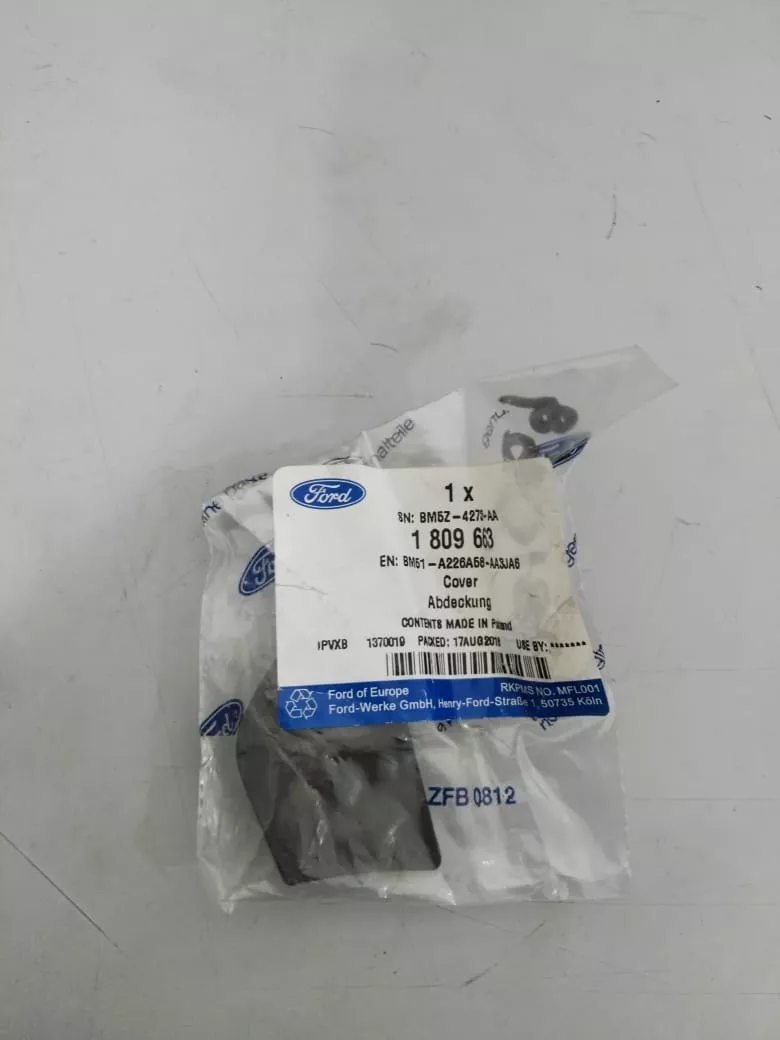 Ford
1 x
SN: BM5Z-4273-AA
1 809 663
EN: BM51-A226A58-AA3JA6
Cover
Abdeckung
CONTENTS MADE IN Poland
1370019 PACKED: 17AUG2018 USE BY: *******
Ford of Europe
RKPMS NO. MFL001
Ford-Werke GmbH, Henry-Ford-Straße 1, 50735 Köln
ZFB 0812